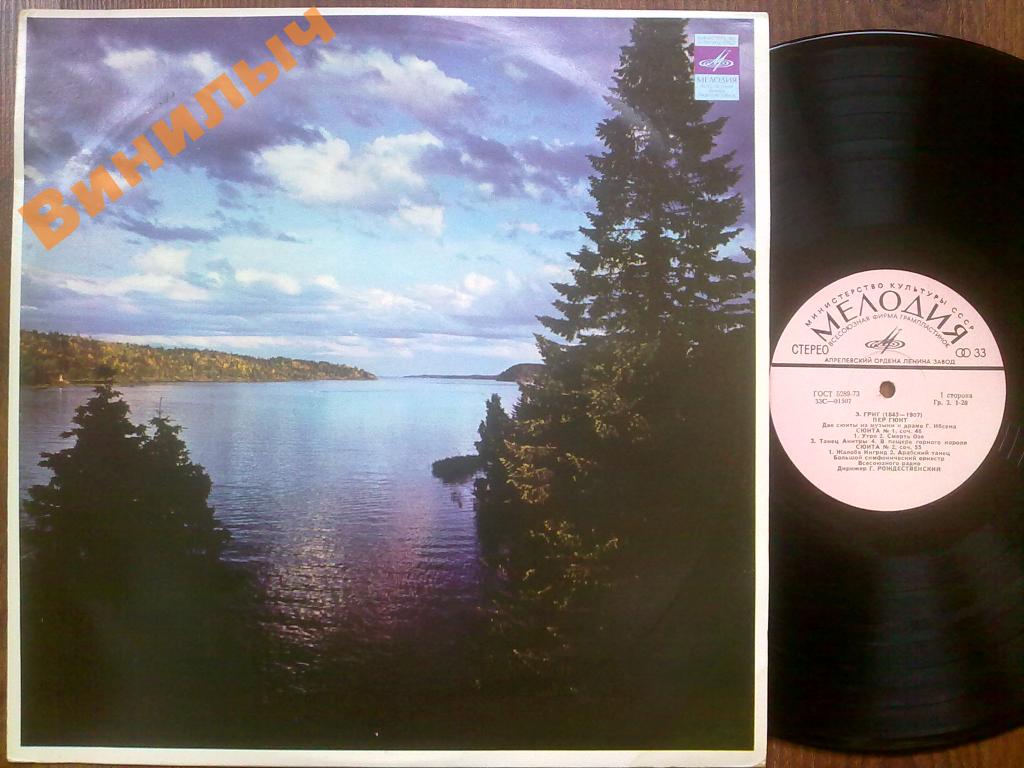 Винилыч
МЕЛОДИЯ
МИНИСТЕРСТВО КУЛЬТУРЫ СССР
МЕЛОДИЯ
ВСЕСОЮЗНАЯ ФИРМА ГРАМПЛАСТИНОК
СТЕРЕО
33
АПРЕЛЕВСКИЙ ОРДЕНА ЛЕНИНА ЗАВОД
ГОСТ 5289-73
33С—01507
1 сторона
Гр. 3. 1-20
Э. ГРИГ (1843—1907)
ПЕР ГЮНТ
Две сюиты из музыки к драме Г. Ибсена
СЮИТА № 1, соч. 46
1. Утро 2. Смерть Озе
3. Танец Анитры 4. В пещере горного короля
СЮИТА № 2, соч. 55
1. Жалоба Ингрид 2. Арабский танец
Большой симфонический оркестр
Всесоюзного радио
Дирижер Г. РОЖДЕСТВЕНСКИЙ